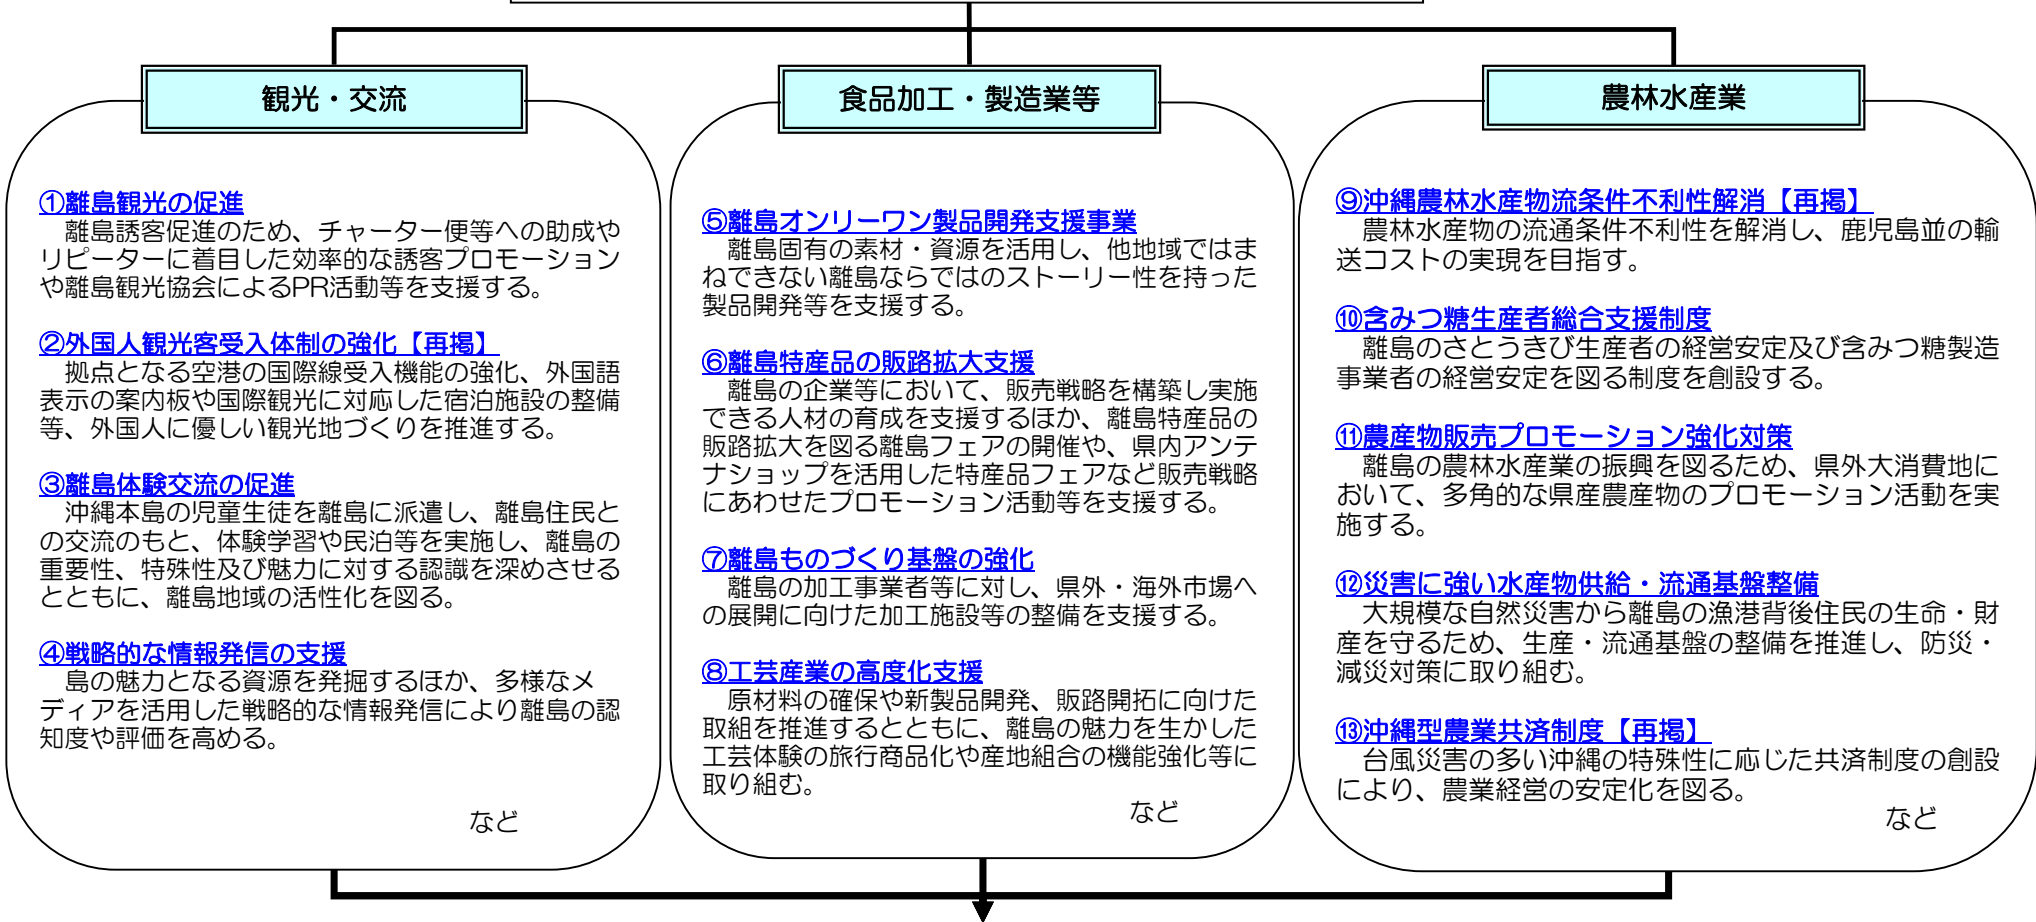 観光・交流
①離島観光の促進
離島誘客促進のため、チャーター便等への助成や
リピーターに着目した効率的な誘客プロモーション
や離島観光協会によるPR活動等を支援する。
②外国人観光客受入体制の強化【再掲】
拠点となる空港の国際線受入機能の強化、外国語
表示の案内板や国際観光に対応した宿泊施設の整備
等、外国人に優しい観光地づくりを推進する。
③離島体験交流の促進
沖縄本島の児童生徒を離島に派遣し、離島住民と
の交流のもと、体験学習や民泊等を実施し、離島の
重要性、特殊性及び魅力に対する認識を深めさせる
とともに、離島地域の活性化を図る。
④戦略的な情報発信の支援
島の魅力となる資源を発掘するほか、多様なメ
ディアを活用した戦略的な情報発信により離島の認
知度や評価を高める。
など
食品加工・製造業等
⑤離島オンリーワン製品開発支援事業
離島固有の素材・資源を活用し、他地域ではま
ねできない離島ならではのストーリー性を持った
製品開発等を支援する。
⑥離島特産品の販路拡大支援
離島の企業等において、販売戦略を構築し実施
できる人材の育成を支援するほか、離島特産品の
販路拡大を図る離島フェアの開催や、県内アンテ
ナショップを活用した特産品フェアなど販売戦略
にあわせたプロモーション活動等を支援する。
⑦離島ものづくり基盤の強化
離島の加工事業者等に対し、県外・海外市場へ
の展開に向けた加工施設等の整備を支援する。
⑧工芸産業の高度化支援
原材料の確保や新製品開発、販路開拓に向けた
取組を推進するとともに、離島の魅力を生かした
工芸体験の旅行商品化や産地組合の機能強化等に
取り組む。
など
農林水産業
⑨沖縄農林水産物流条件不利性解消【再掲】
農林水産物の流通条件不利性を解消し、鹿児島並の輸
送コストの実現を目指す。
⑩含みつ糖生産者総合支援制度
離島のさとうきび生産者の経営安定及び含みつ糖製造
事業者の経営安定を図る制度を創設する。
⑪農産物販売プロモーション強化対策
離島の農林水産業の振興を図るため、県外大消費地に
おいて、多角的な県産農産物のプロモーション活動を実
施する。
⑫災害に強い水産物供給・流通基盤整備
大規模な自然災害から離島の漁港背後住民の生命・財
産を守るため、生産・流通基盤の整備を推進し、防災・
減災対策に取り組む。
⑬沖縄型農業共済制度【再掲】
台風災害の多い沖縄の特殊性に応じた共済制度の創設
により、農業経営の安定化を図る。
など